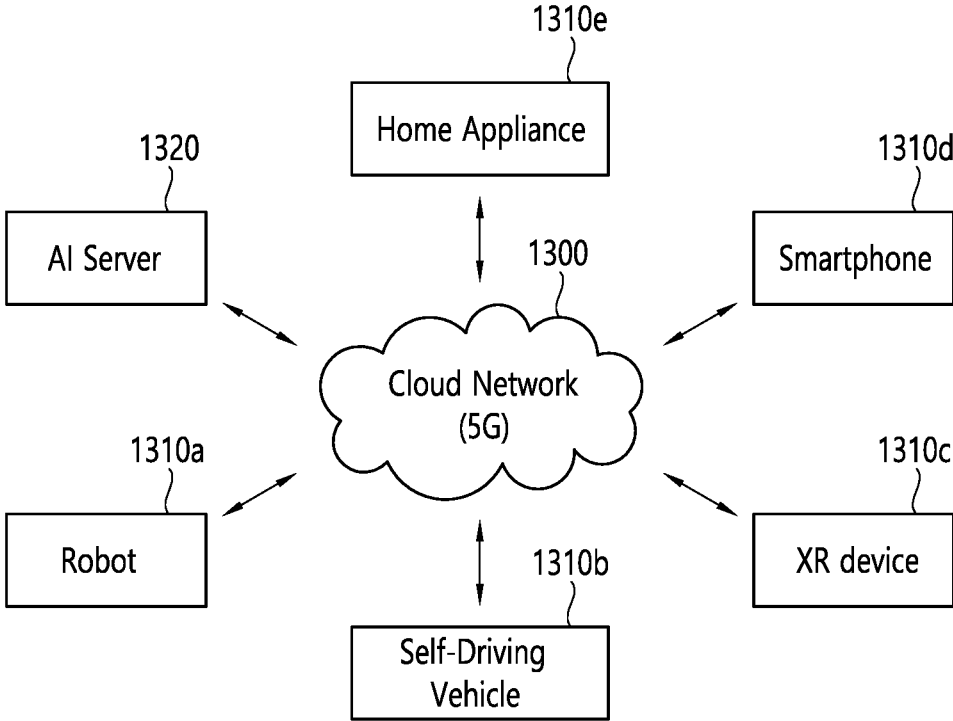 1310e
Home Appliance
1320
AI Server
1310d
Smartphone
1300
Cloud Network
(5G)
1310a
Robot
1310c
XR device
1310b
Self-Driving
Vehicle